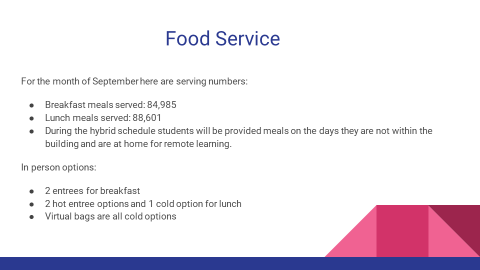 Food Service
For the month of September here are serving numbers:
● Breakfast meals served: 84,985
● Lunch meals served: 88,601
● During the hybrid schedule students will be provided meals on the days they are not within the
building and are at home for remote learning.
In person options:
● 2 entrees for breakfast
● 2 hot entree options and 1 cold option for lunch
● Virtual bags are all cold options